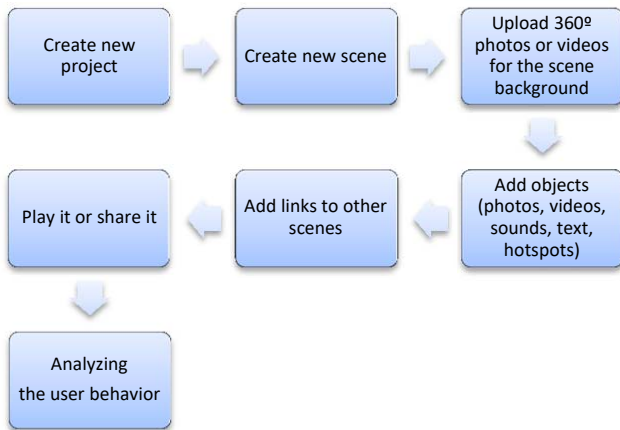 Create new
project
Create new scene
Upload 360º
photos or videos
for the scene
background
Add objects
(photos, videos,
sounds, text,
hotspots)
Add links to other
scenes
Play it or share it
Analyzing
the user behavior